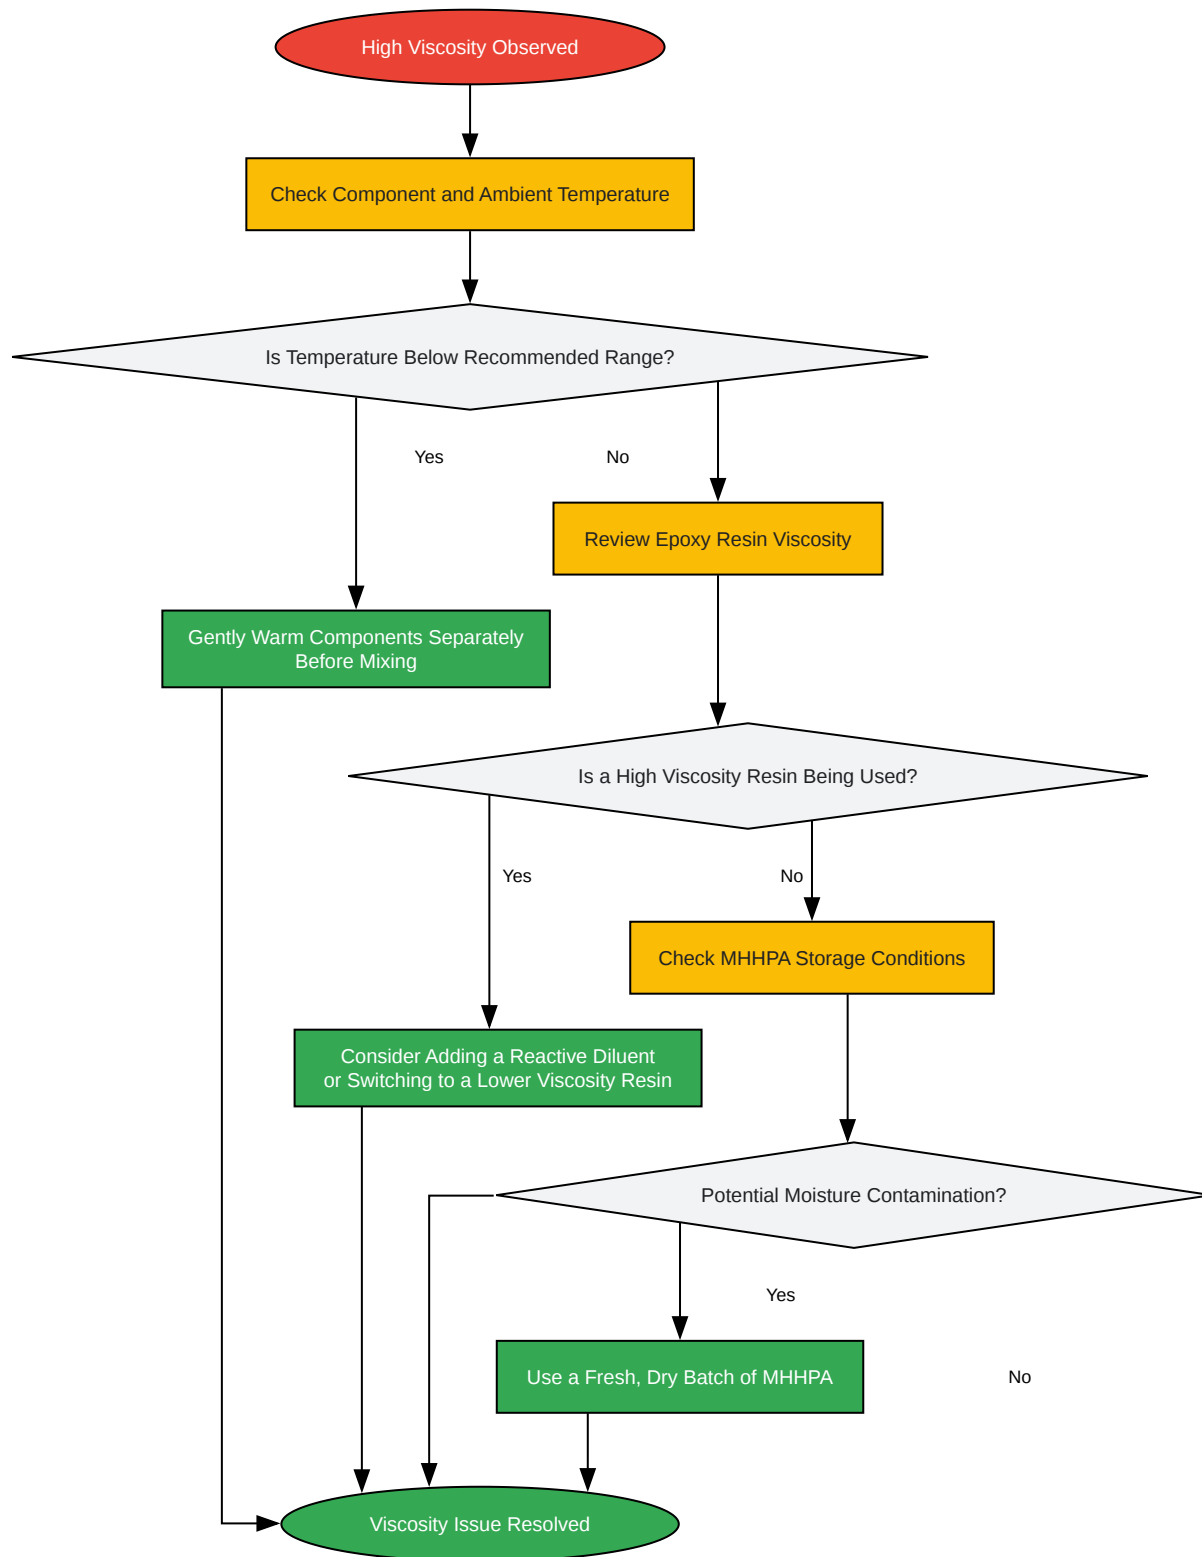 High Viscosity Observed
Check Component and Ambient Temperature
Is Temperature Below Recommended Range?
Yes
No
Review Epoxy Resin Viscosity
Gently Warm Components Separately
Before Mixing
Is a High Viscosity Resin Being Used?
Yes
No
Check MHHPA Storage Conditions
Consider Adding a Reactive Diluent
or Switching to a Lower Viscosity Resin
Potential Moisture Contamination?
Yes
Use a Fresh, Dry Batch of MHHPA
No
Viscosity Issue Resolved